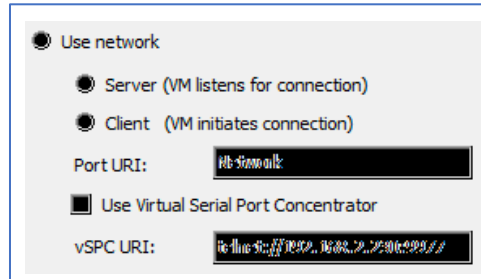 Use network
Server (VM listens for connection)
Client (VM initiates connection)
Port URI:
Use Virtual Serial Port Concentrator
vSPC URI: